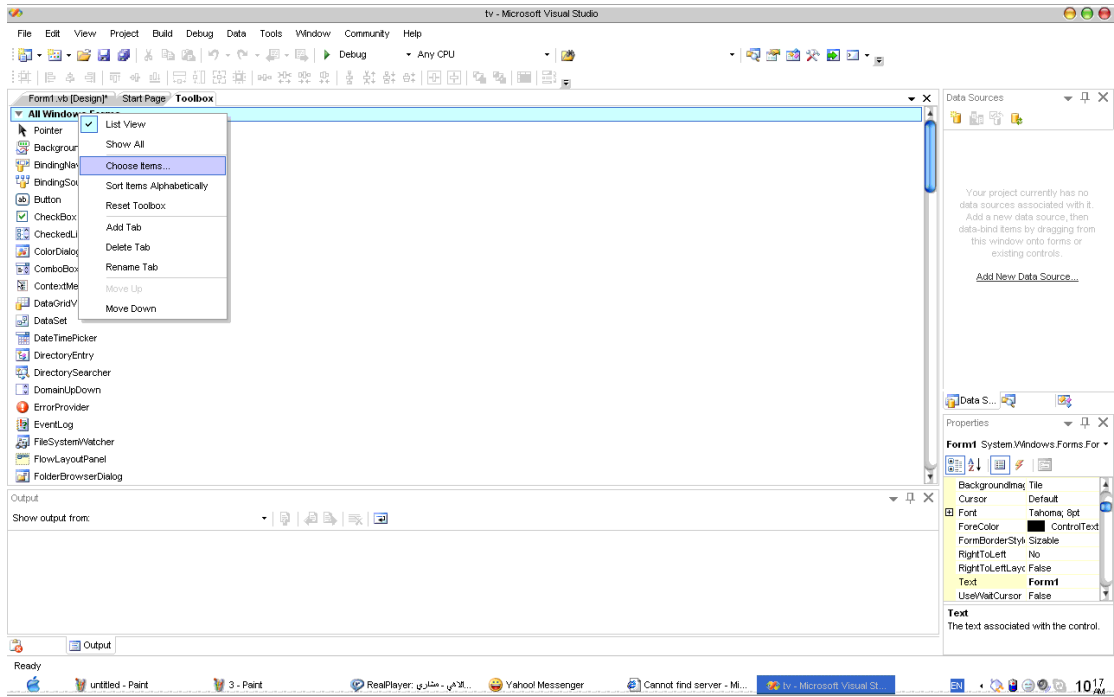 tv - Microsoft Visual Studio
File Edit View Project Build Debug Data Tools Window Community Help
Debug Any CPU
Form1.vb [Design]* Start Page Toolbox
All Windows Forms
Pointer
Backgroun
BindingNav
BindingSou
Button
CheckBox
CheckedLi
ColorDialog
ComboBox
ContextMe
DataGridV
DataSet
DateTimePicker
DirectoryEntry
DirectorySearcher
DomainUpDown
ErrorProvider
EventLog
FileSystemWatcher
FlowLayoutPanel
FolderBrowserDialog
List View
Show All
Choose Items...
Sort Items Alphabetically
Reset Toolbox
Add Tab
Delete Tab
Rename Tab
Move Up
Move Down
Data Sources
Your project currently has no
data sources associated with it.
Add a new data source, then
data-bind items by dragging from
this window onto forms or
existing controls.
Add New Data Source...
Data S...
Properties
Form1 System.Windows.Forms.For
BackgroundImag Tile
Cursor Default
Font Tahoma; 8pt
ForeColor ControlText
FormBorderStyl Sizable
RightToLeft No
RightToLeftLayo False
Text Form1
UseWaitCursor False
Text
The text associated with the control.
Output
Show output from:
Output
Ready
untitled - Paint 3 - Paint RealPlayer: الاهي - مشاري... Yahoo! Messenger Cannot find server - Mi... tv - Microsoft Visual St... EN 10:17